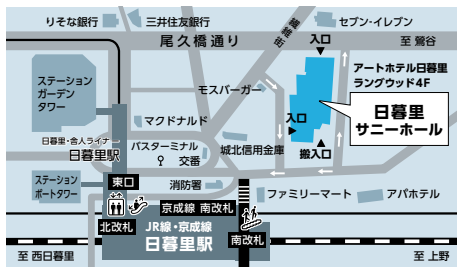 りそな銀行
三井住友銀行
繊維街
セブン・イレブン
尾久橋通り
入口
至 鶯谷
ステーション
ガーデン
タワー
モスバーガー
アートホテル日暮里
ラングウッド4F
日暮里
サニーホール
マクドナルド
入口
日暮里・舎人ライナー
日暮里駅
バスターミナル
交番
城北信用金庫
搬入口
ステーション
ポートタワー
東口
消防署
ファミリーマート
アパホテル
京成線 南改札
北改札
JR線・京成線
日暮里駅
南改札
至 西日暮里
至 上野